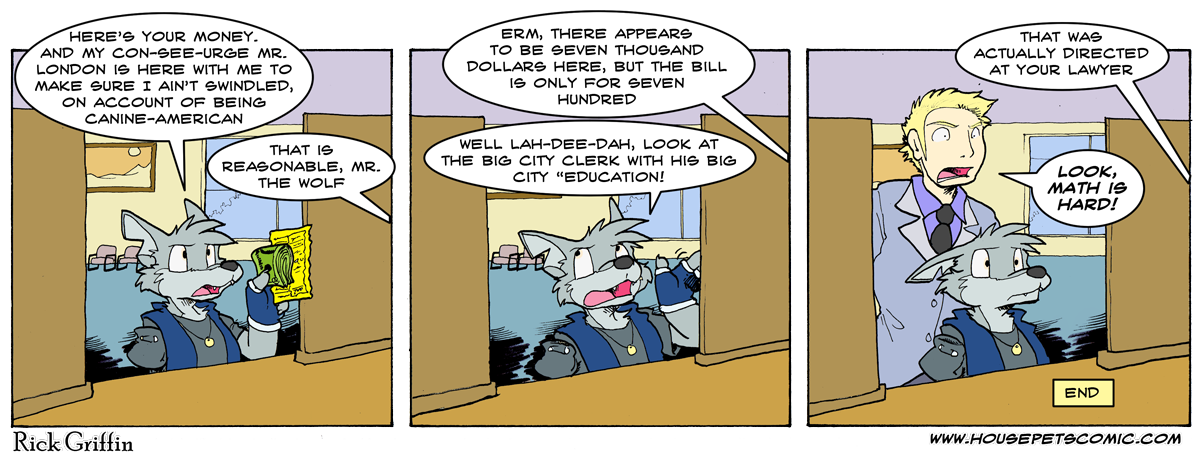 HERE'S YOUR MONEY.
AND MY CON-SEE-URGE MR.
LONDON IS HERE WITH ME TO
MAKE SURE I AIN'T SWINDLED,
ON ACCOUNT OF BEING
CANINE-AMERICAN
THAT IS
REASONABLE, MR.
THE WOLF
ERM, THERE APPEARS
TO BE SEVEN THOUSAND
DOLLARS HERE, BUT THE BILL
IS ONLY FOR SEVEN
HUNDRED
WELL LAH-DEE-DAH, LOOK AT
THE BIG CITY CLERK WITH HIS BIG
CITY "EDUCATION!
THAT WAS
ACTUALLY DIRECTED
AT YOUR LAWYER
LOOK,
MATH IS
HARD!
END
Rick Griffin
WWW.HOUSEPETSCOMIC.COM